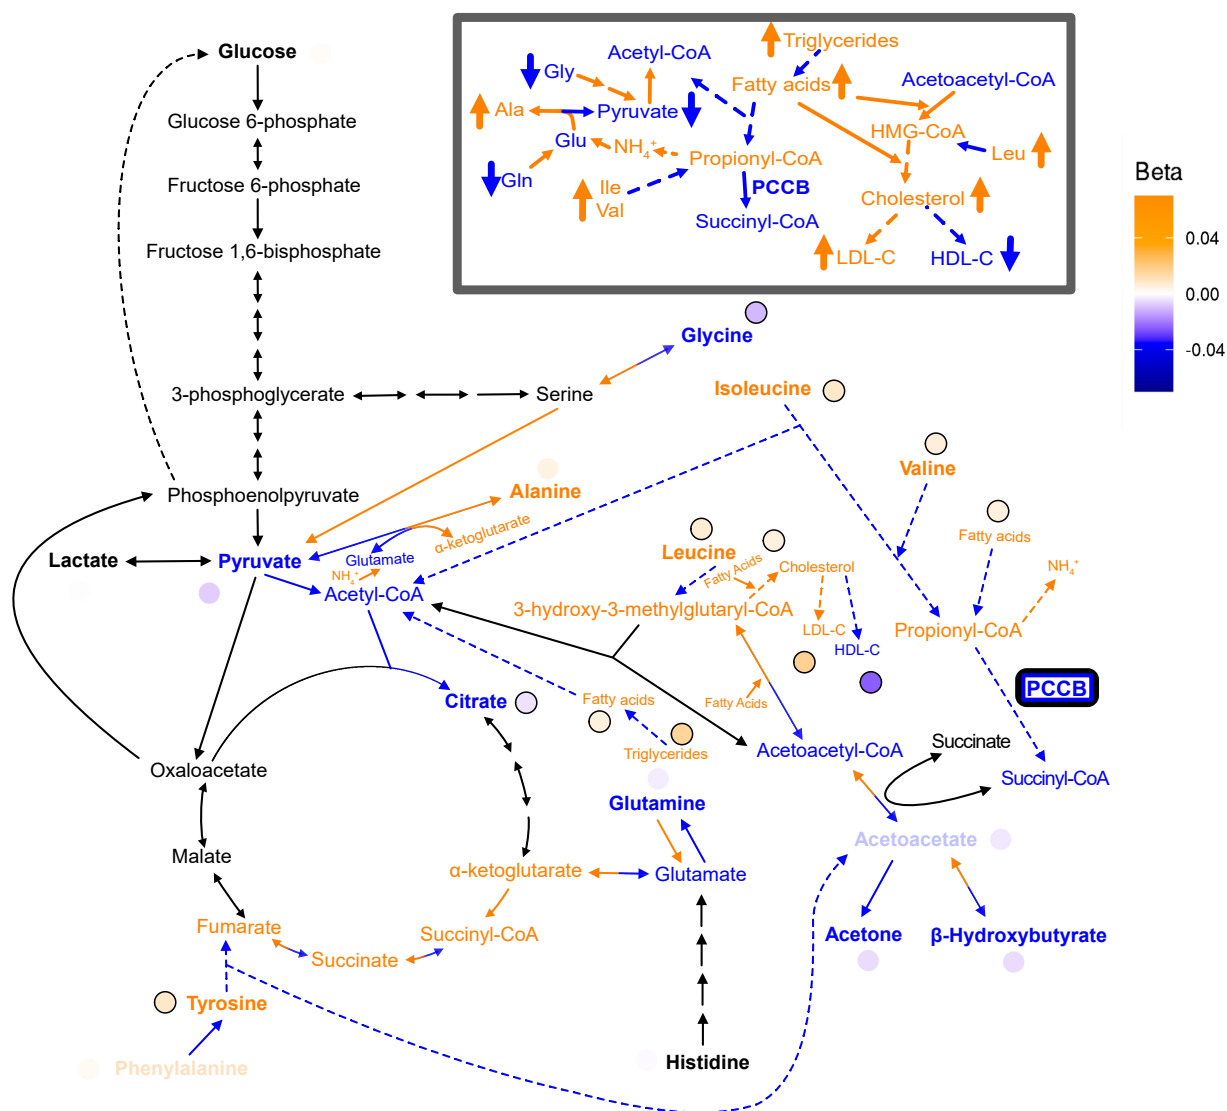 Glucose
Glucose 6-phosphate
Fructose 6-phosphate
Fructose 1,6-bisphosphate
3-phosphoglycerate
Serine
Phosphoenolpyruvate
Lactate
Pyruvate
Acetyl-CoA
Gly
Ala
Pyruvate
Glu
Gln
NH₄⁺
Ile
Val
Triglycerides
Fatty acids
Acetoacetyl-CoA
HMG-CoA
Leu
Propionyl-CoA
PCCB
Succinyl-CoA
Cholesterol
LDL-C
HDL-C
Beta
0.04
0.00
-0.04
Glycine
Isoleucine
Valine
Alanine
α-ketoglutarate
Glutamate
NH₄⁺
Acetyl-CoA
Leucine
Fatty Acids
Cholesterol
Fatty acids
NH₄⁺
3-hydroxy-3-methylglutaryl-CoA
LDL-C
HDL-C
Propionyl-CoA
PCCB
Citrate
Fatty acids
Fatty Acids
Triglycerides
Acetoacetyl-CoA
Succinate
Succinyl-CoA
Oxaloacetate
Glutamine
Acetoacetate
Malate
α-ketoglutarate
Glutamate
Fumarate
Succinyl-CoA
Succinate
Acetone
β-Hydroxybutyrate
Tyrosine
Phenylalanine
Histidine